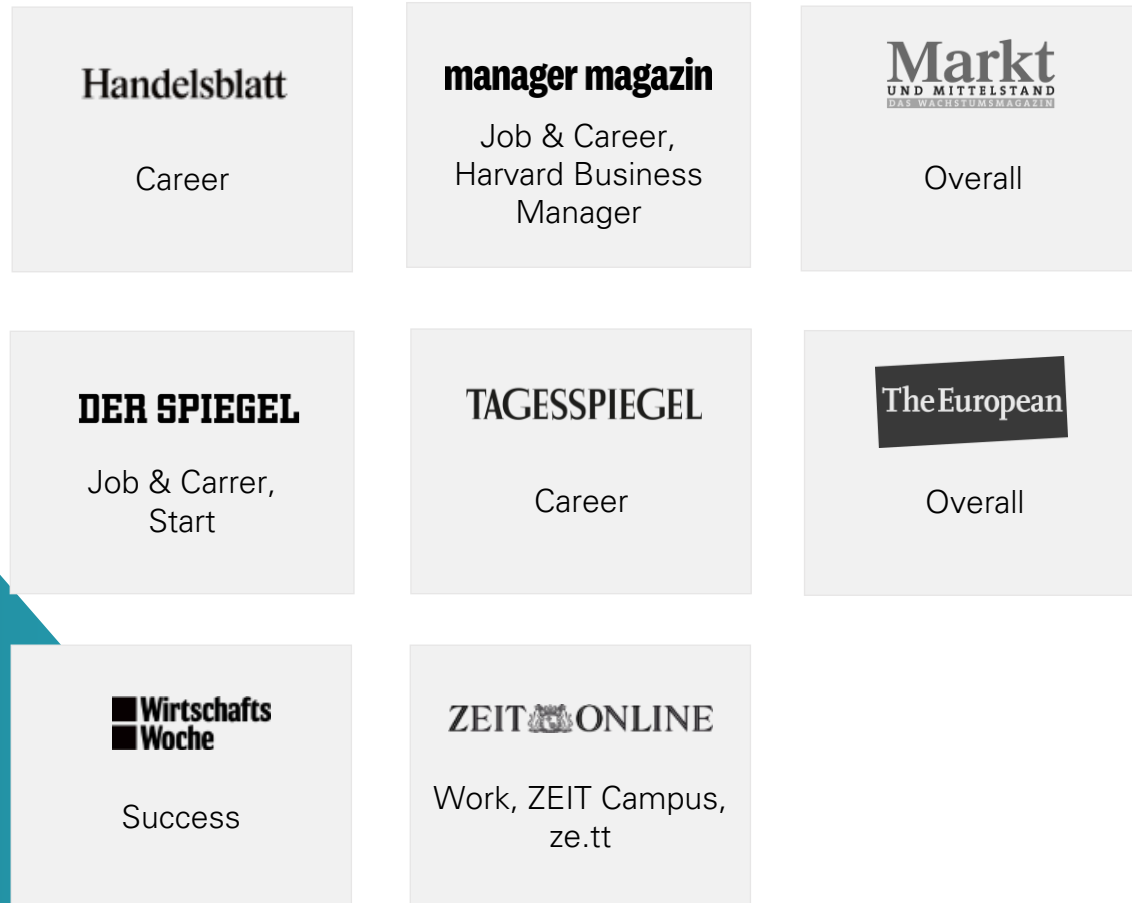 Handelsblatt
Career
manager magazin
Job & Career,
Harvard Business
Manager
Markt
UND MITTELSTAND
DAS WACHSTUMSMAGAZIN
Overall
DER SPIEGEL
Job & Carrer,
Start
TAGESSPIEGEL
Career
The European
Overall
Wirtschafts
Woche
Success
ZEIT ONLINE
Work, ZEIT Campus,
ze.tt